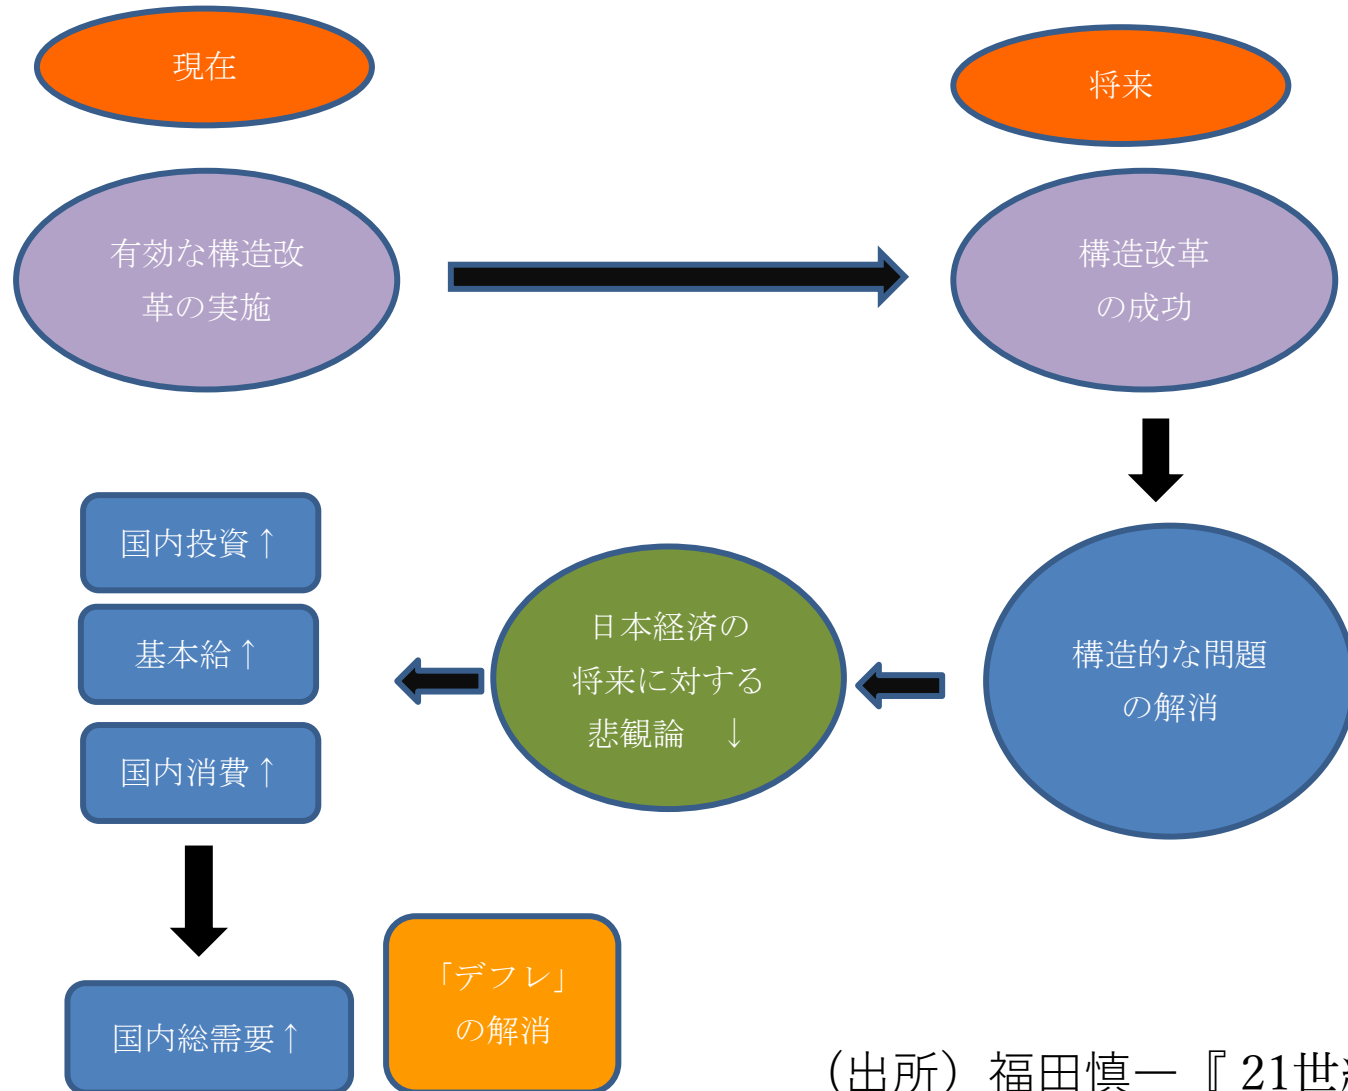 現在
将来
有効な構造改
革の実施
構造改革
の成功
国内投資↑
基本給↑
国内消費↑
日本経済の
将来に対する
悲観論　↓
構造的な問題
の解消
「デフレ」
の解消
国内総需要↑
（出所）福田慎一『 21世